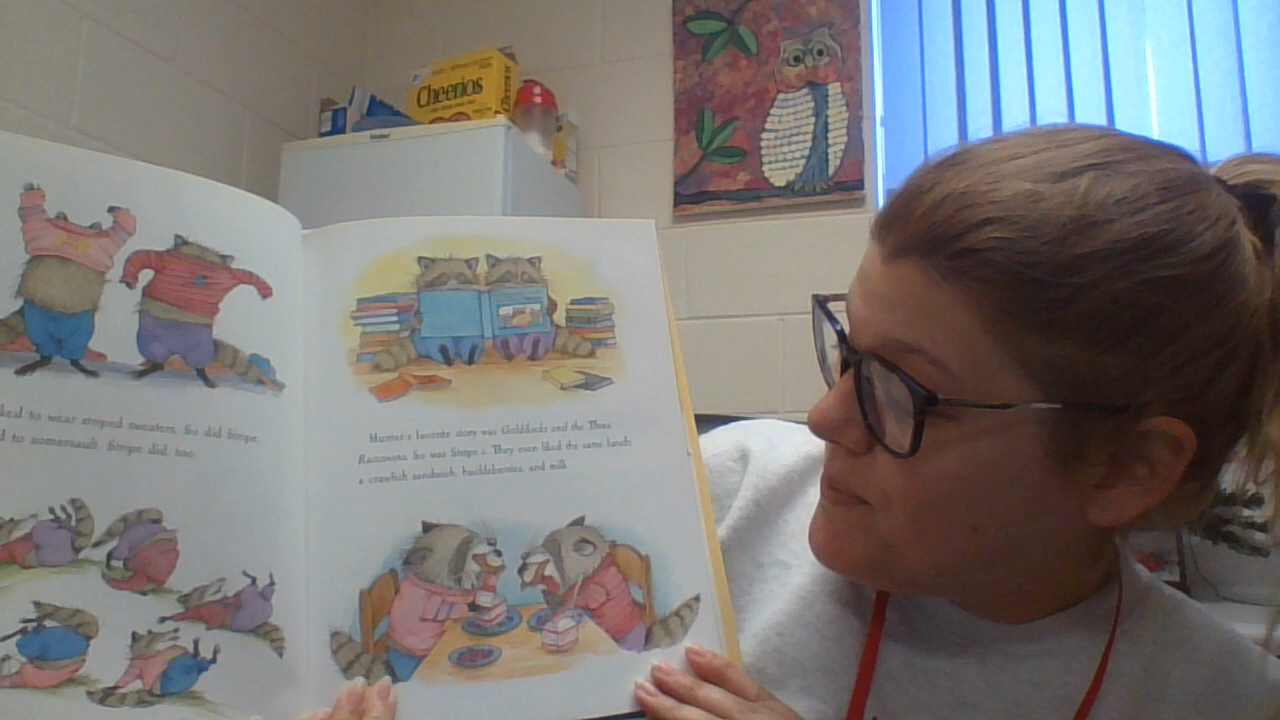 Cheerios
ked to wear striped sweaters. So did Stripe.
d to somersault. Stripe did, too.
Hunter's favorite story was Goldilocks and the Three
Raccoons. So was Stripe's. They even liked the same lunch:
a crawfish sandwich, huckleberries, and milk.